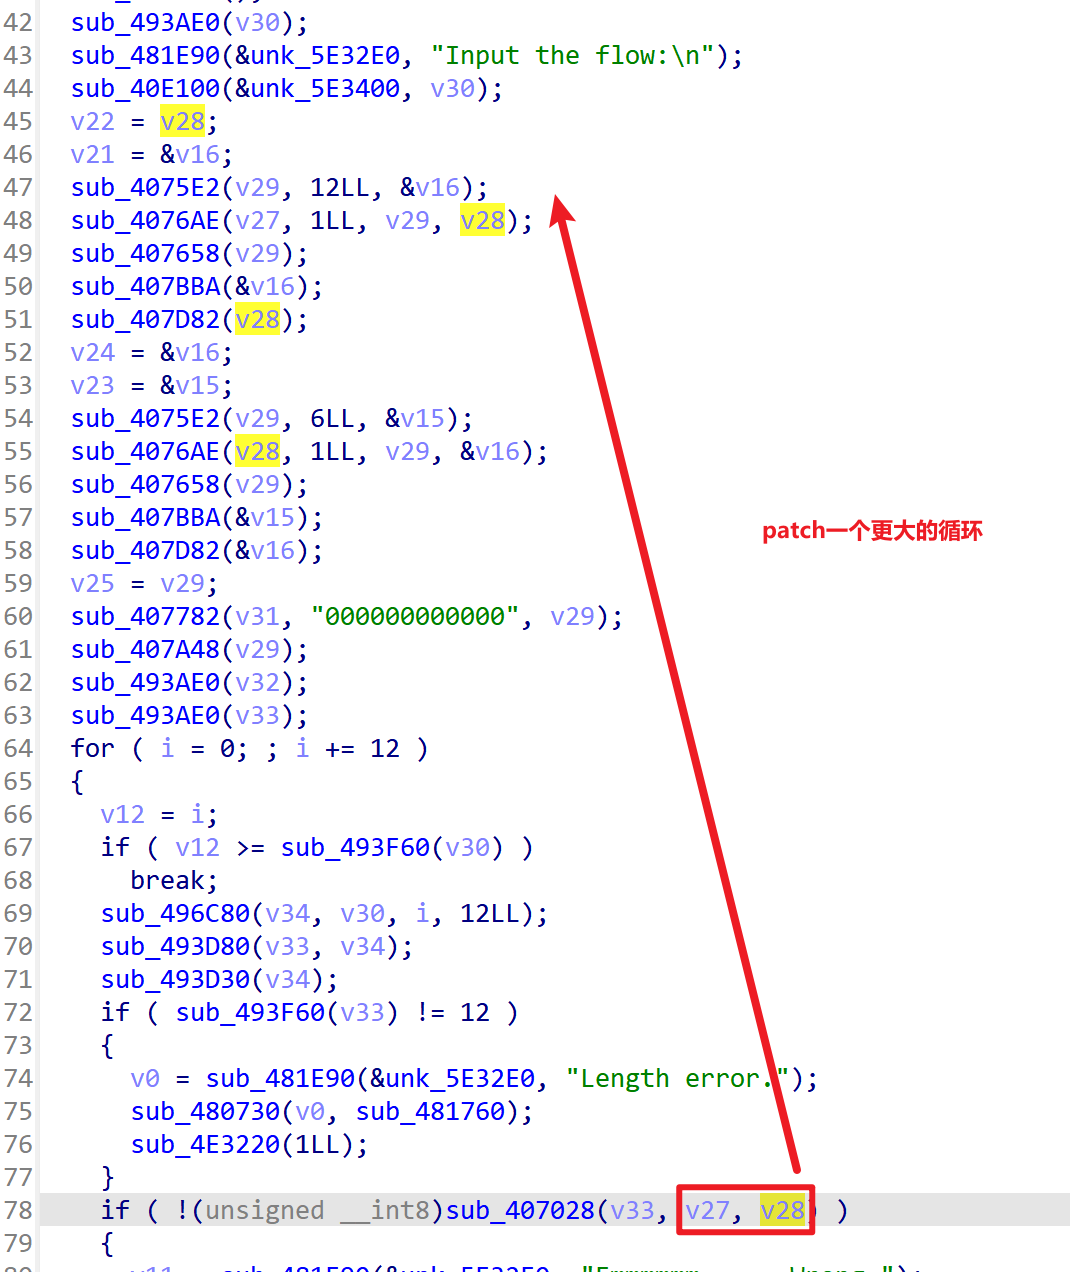 42 sub_493AE0(v30);
43 sub_481E90(&unk_5E32E0, "Input the flow:\n");
44 sub_40E100(&unk_5E3400, v30);
45 v22 = v28;
46 v21 = &v16;
47 sub_4075E2(v29, 12LL, &v16);
48 sub_4076AE(v27, 1LL, v29, v28);
49 sub_407658(v29);
50 sub_407BBA(&v16);
51 sub_407D82(v28);
52 v24 = &v16;
53 v23 = &v15;
54 sub_4075E2(v29, 6LL, &v15);
55 sub_4076AE(v28, 1LL, v29, &v16);
56 sub_407658(v29);
57 sub_407BBA(&v15);
58 sub_407D82(&v16);
59 v25 = v29;
60 sub_407782(v31, "000000000000", v29);
61 sub_407A48(v29);
62 sub_493AE0(v32);
63 sub_493AE0(v33);
64 for ( i = 0; ; i += 12 )
65 {
66 v12 = i;
67 if ( v12 >= sub_493F60(v30) )
68 break;
69 sub_496C80(v34, v30, i, 12LL);
70 sub_493D80(v33, v34);
71 sub_493D30(v34);
72 if ( sub_493F60(v33) != 12 )
73 {
74 v0 = sub_481E90(&unk_5E32E0, "Length error.");
75 sub_480730(v0, sub_481760);
76 sub_4E3220(1LL);
77 }
78 if ( !(unsigned __int8)sub_407028(v33, v27, v28) )
79 {
patch一个更大的循环